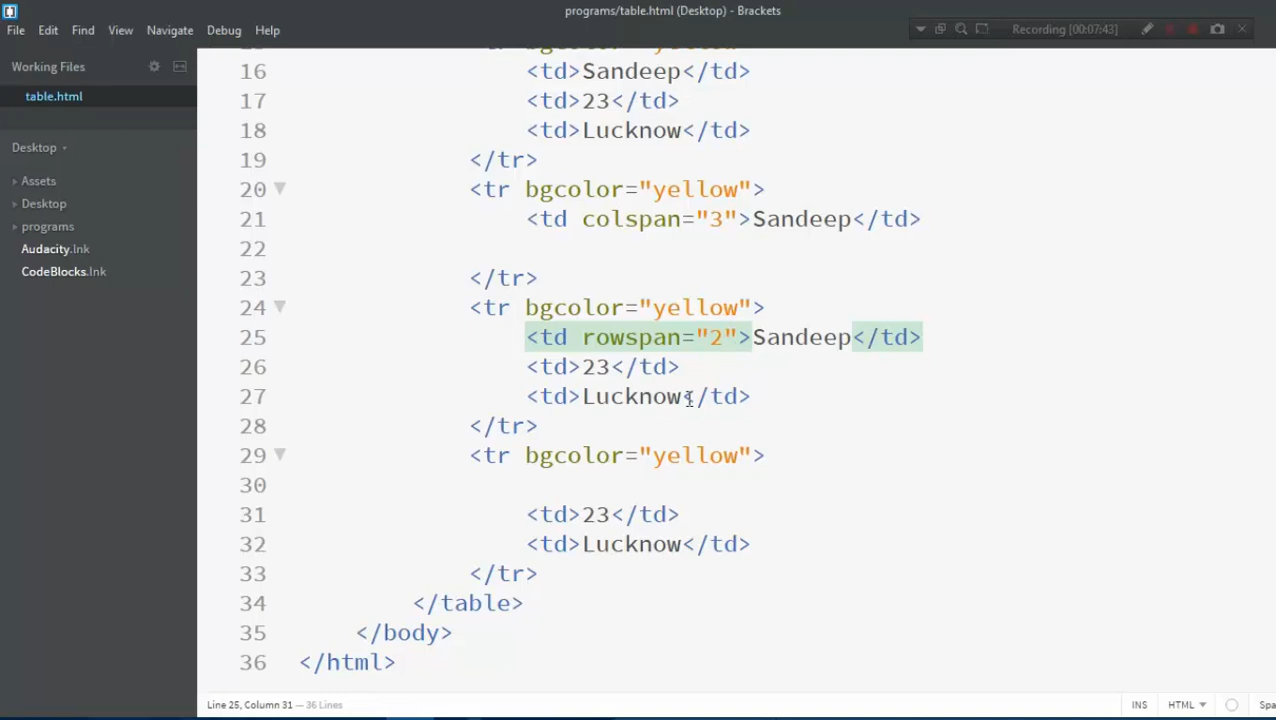 programs/table.html (Desktop) - Brackets
File Edit Find View Navigate Debug Help
Recording [00:07:43]
Working Files
table.html
Desktop
Assets
Desktop
programs
Audacity.lnk
CodeBlocks.lnk
16 <td>Sandeep</td>
17 <td>23</td>
18 <td>Lucknow</td>
19 </tr>
20 <tr bgcolor="yellow">
21 <td colspan="3">Sandeep</td>
22
23 </tr>
24 <tr bgcolor="yellow">
25 <td rowspan="2">Sandeep</td>
26 <td>23</td>
27 <td>Lucknow</td>
28 </tr>
29 <tr bgcolor="yellow">
30
31 <td>23</td>
32 <td>Lucknow</td>
33 </tr>
34 </table>
35 </body>
36 </html>
Line 25, Column 31 — 36 Lines
INS HTML Spa